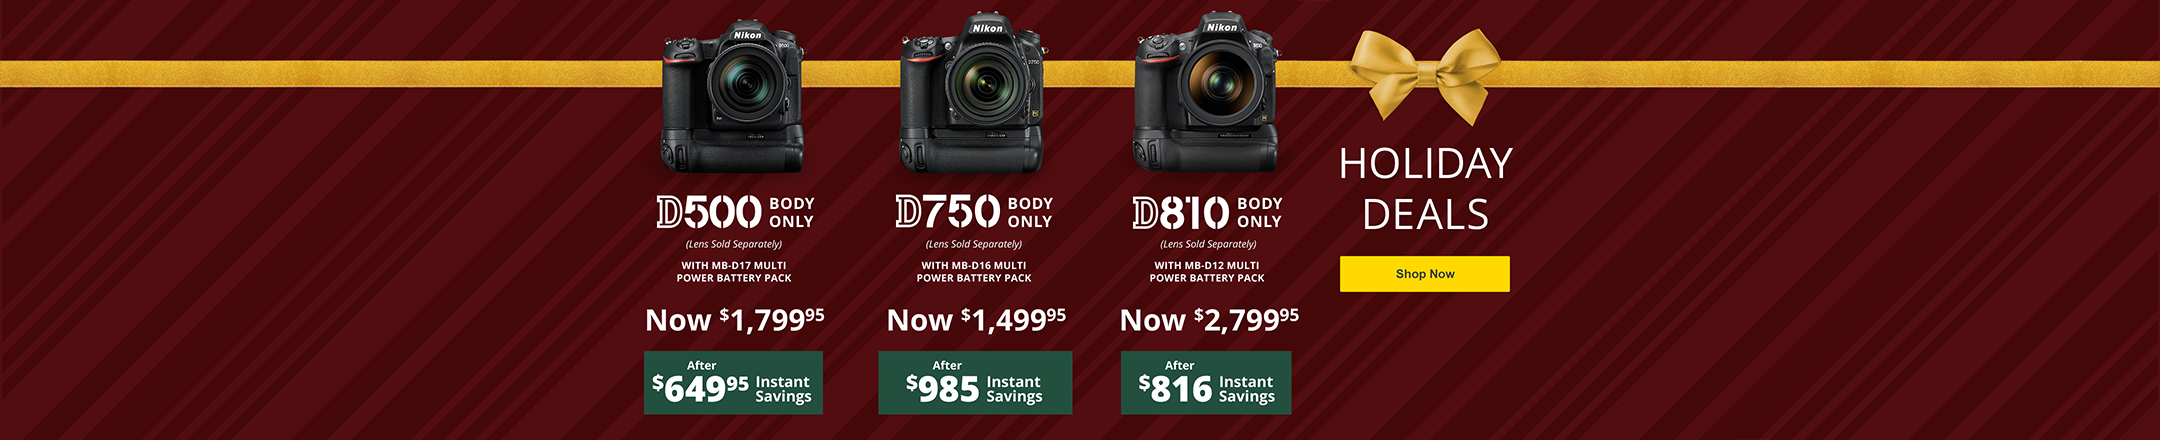 Nikon
D500
D500 BODY ONLY
(Lens Sold Separately)
WITH MB-D17 MULTI
POWER BATTERY PACK
Now $1,799⁹⁵
After
$649⁹⁵ Instant Savings
Nikon
D750
D750 BODY ONLY
(Lens Sold Separately)
WITH MB-D16 MULTI
POWER BATTERY PACK
Now $1,499⁹⁵
After
$985 Instant Savings
Nikon
D810 BODY ONLY
(Lens Sold Separately)
WITH MB-D12 MULTI
POWER BATTERY PACK
Now $2,799⁹⁵
After
$816 Instant Savings
HOLIDAY
DEALS
Shop Now